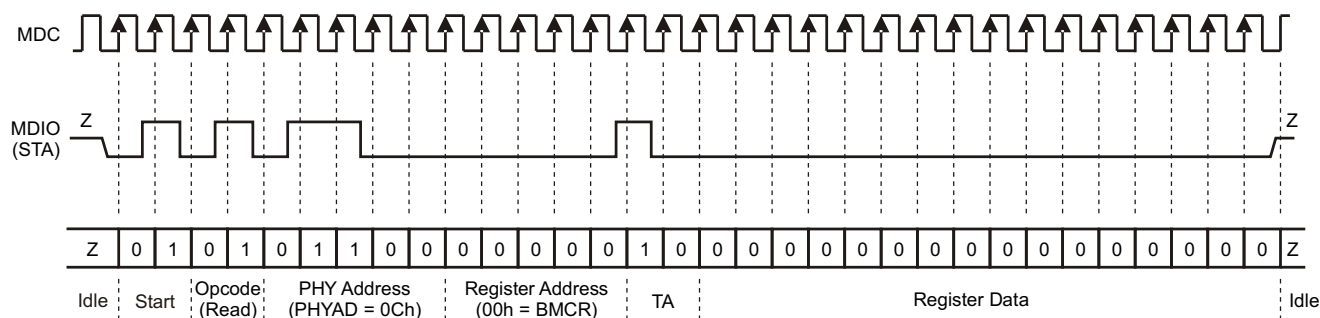 MDC
Z
Z
MDIO
(STA)
Z 0 1 0 1 0 1 1 0 0 0 0 0 0 0 1 0 0 0 0 0 0 0 0 0 0 0 0 0 0 0 0 0 Z
Idle Start Opcode (Read) PHY Address (PHYAD = 0Ch) Register Address (00h = BMCR) TA Register Data Idle